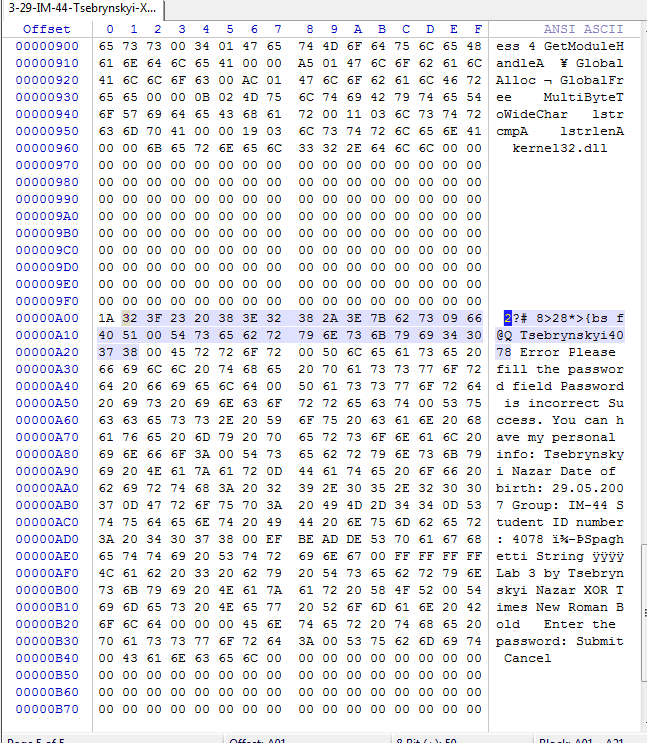 3-29-IM-44-Tsebrynskyi-X...
Offset 0 1 2 3 4 5 6 7 8 9 A B C D E F ANSI ASCII
00000900 65 73 73 00 34 01 47 65 74 4D 6F 64 75 6C 65 48 ess 4 GetModuleH
00000910 61 6E 64 6C 65 41 00 00 A5 01 47 6C 6F 62 61 6C andleA ¥ Global
00000920 41 6C 6C 6F 63 00 AC 01 47 6C 6F 62 61 6C 46 72 Alloc ¬ GlobalFr
00000930 65 65 00 00 0B 02 4D 75 6C 74 69 42 79 74 65 54 ee MultiByteT
00000940 6F 57 69 64 65 43 68 61 72 00 11 03 6C 73 74 72 oWideChar lstr
00000950 63 6D 70 41 00 00 19 03 6C 73 74 72 6C 65 6E 41 cmpA lstrlenA
00000960 00 00 6B 65 72 6E 65 6C 33 32 2E 64 6C 6C 00 00 kernel32.dll
00000970 00 00 00 00 00 00 00 00 00 00 00 00 00 00 00 00
00000980 00 00 00 00 00 00 00 00 00 00 00 00 00 00 00 00
00000990 00 00 00 00 00 00 00 00 00 00 00 00 00 00 00 00
000009A0 00 00 00 00 00 00 00 00 00 00 00 00 00 00 00 00
000009B0 00 00 00 00 00 00 00 00 00 00 00 00 00 00 00 00
000009C0 00 00 00 00 00 00 00 00 00 00 00 00 00 00 00 00
000009D0 00 00 00 00 00 00 00 00 00 00 00 00 00 00 00 00
000009E0 00 00 00 00 00 00 00 00 00 00 00 00 00 00 00 00
000009F0 00 00 00 00 00 00 00 00 00 00 00 00 00 00 00 00
00000A00 1A 32 3F 23 20 38 3E 32 38 2A 3E 7B 62 73 09 66 2?# 8>28*>{bs f
00000A10 40 51 00 54 73 65 62 72 79 6E 73 6B 79 69 34 30 @Q Tsebrynskyi40
00000A20 37 38 00 45 72 72 6F 72 00 50 6C 65 61 73 65 20 78 Error Please
00000A30 66 69 6C 6C 20 74 68 65 20 70 61 73 73 77 6F 72 fill the passwor
00000A40 64 20 66 69 65 6C 64 00 50 61 73 73 77 6F 72 64 d field Password
00000A50 20 69 73 20 69 6E 63 6F 72 72 65 63 74 00 53 75 is incorrect Su
00000A60 63 63 65 73 73 2E 20 59 6F 75 20 63 61 6E 20 68 ccess. You can h
00000A70 61 76 65 20 6D 79 20 70 65 72 73 6F 6E 61 6C 20 ave my personal
00000A80 69 6E 66 6F 3A 00 54 73 65 62 72 79 6E 73 6B 79 info: Tsebrynsky
00000A90 69 20 4E 61 7A 61 72 0D 44 61 74 65 20 6F 66 20 i Nazar Date of
00000AA0 62 69 72 74 68 3A 20 32 39 2E 30 35 2E 32 30 30 birth: 29.05.200
00000AB0 37 0D 47 72 6F 75 70 3A 20 49 4D 2D 34 34 0D 53 7 Group: IM-44 S
00000AC0 74 75 64 65 6E 74 20 49 44 20 6E 75 6D 62 65 72 tudent ID number
00000AD0 3A 20 34 30 37 38 00 EF BE AD DE 53 70 61 67 68 : 4078 ï¾-ÞSpagh
00000AE0 65 74 74 69 20 53 74 72 69 6E 67 00 FF FF FF FF etti String ÿÿÿÿ
00000AF0 4C 61 62 20 33 20 62 79 20 54 73 65 62 72 79 6E Lab 3 by Tsebryn
00000B00 73 6B 79 69 20 4E 61 7A 61 72 20 58 4F 52 00 54 skyi Nazar XOR T
00000B10 69 6D 65 73 20 4E 65 77 20 52 6F 6D 61 6E 20 42 imes New Roman B
00000B20 6F 6C 64 00 00 00 45 6E 74 65 72 20 74 68 65 20 old Enter the
00000B30 70 61 73 73 77 6F 72 64 3A 00 53 75 62 6D 69 74 password: Submit
00000B40 00 43 61 6E 63 65 6C 00 00 00 00 00 00 00 00 00 Cancel
00000B50 00 00 00 00 00 00 00 00 00 00 00 00 00 00 00 00
00000B60 00 00 00 00 00 00 00 00 00 00 00 00 00 00 00 00
00000B70 00 00 00 00 00 00 00 00 00 00 00 00 00 00 00 00